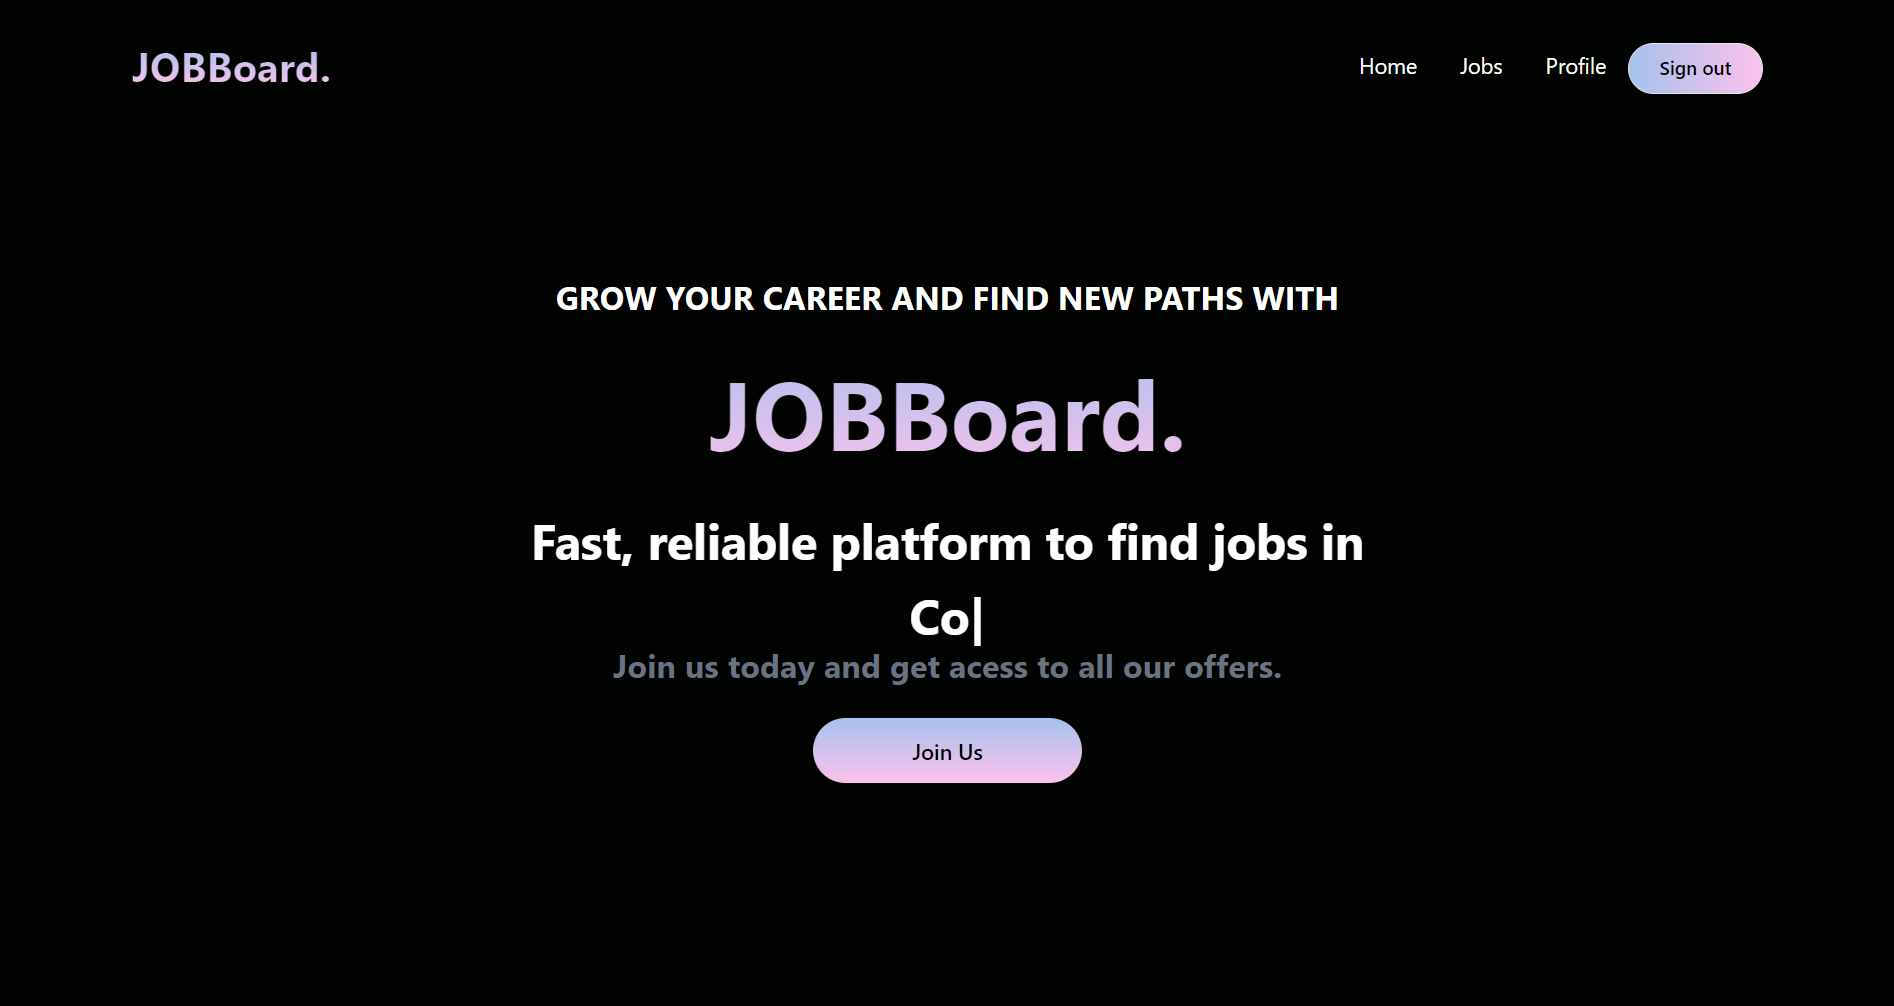 JOBBoard.
Home Jobs Profile Sign out
GROW YOUR CAREER AND FIND NEW PATHS WITH
JOBBoard.
Fast, reliable platform to find jobs in
Co|
Join us today and get acess to all our offers.
Join Us